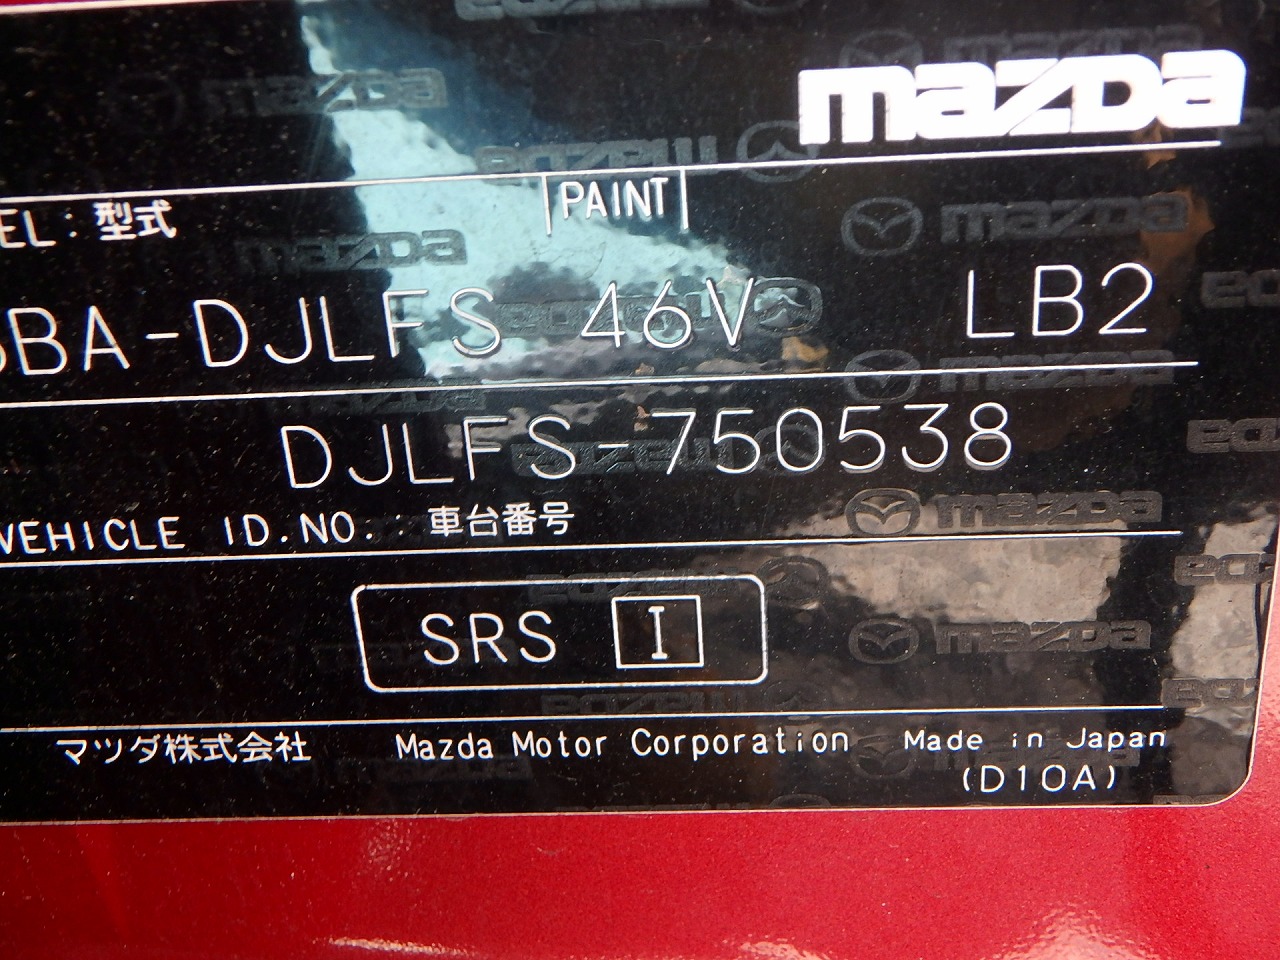 mazda
EL : 型式
PAINT
BA-DJLFS 46V LB2
DJLFS-750538
VEHICLE ID.NO. : 車台番号
SRS I
マツダ株式会社 Mazda Motor Corporation Made in Japan
(D10A)